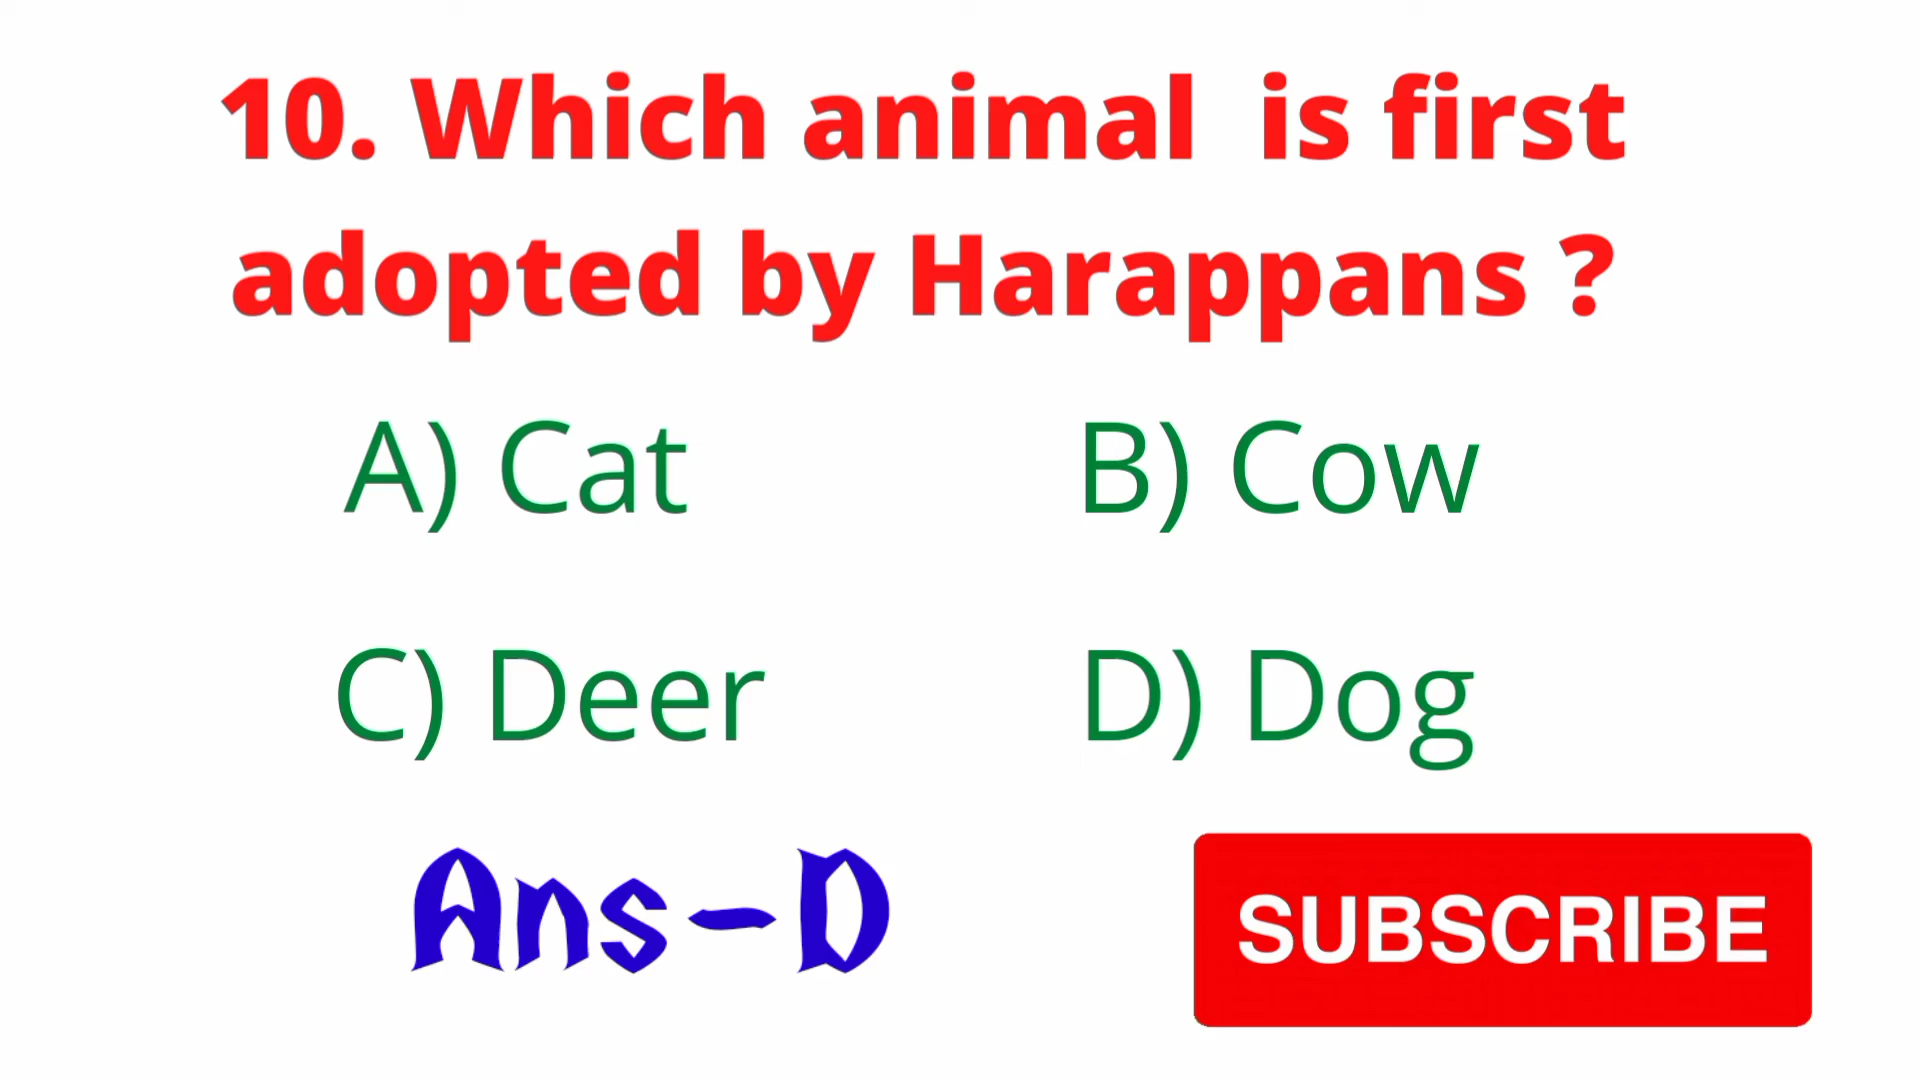 10. Which animal  is first
adopted by Harappans ?
A) Cat
B) Cow
C) Deer
D) Dog
Ans-D
SUBSCRIBE